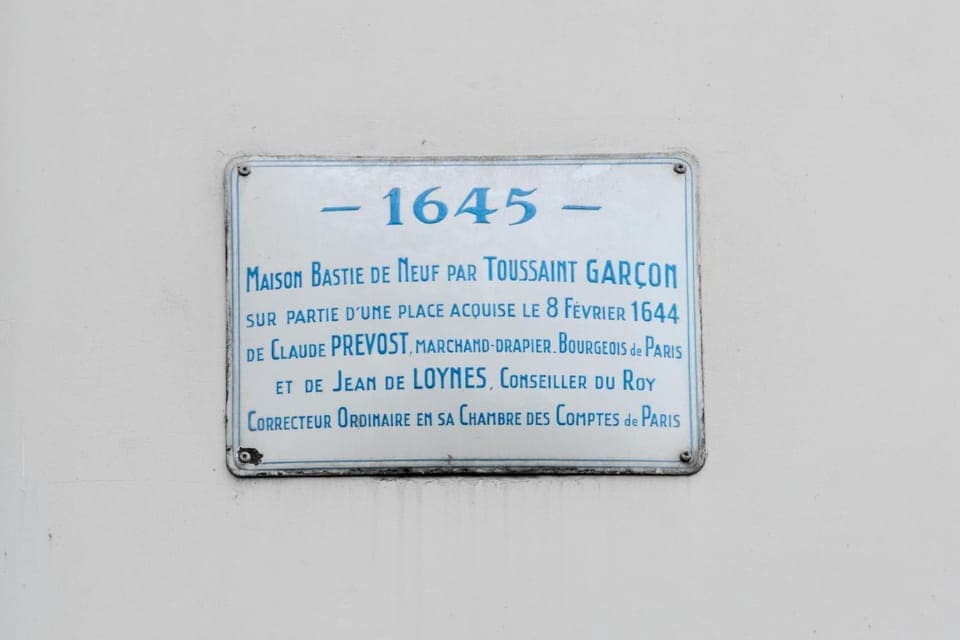 – 1645 –
Maison Bastie de Neuf par TOUSSAINT GARÇON
sur partie d'une place acquise le 8 Février 1644
de Claude PREVOST, marchand-drapier. Bourgeois de Paris
et de Jean de LOYNES, Conseiller du Roy
Correcteur Ordinaire en sa Chambre des Comptes de Paris